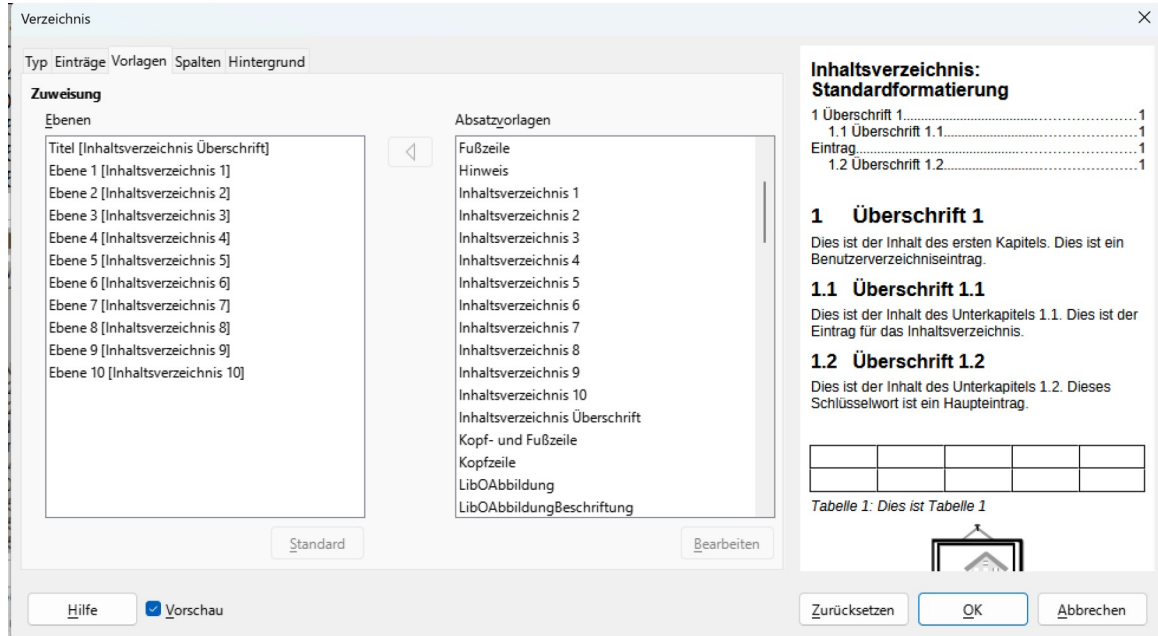 Verzeichnis
Typ Einträge Vorlagen Spalten Hintergrund
Zuweisung
Ebenen
Titel [Inhaltsverzeichnis Überschrift]
Ebene 1 [Inhaltsverzeichnis 1]
Ebene 2 [Inhaltsverzeichnis 2]
Ebene 3 [Inhaltsverzeichnis 3]
Ebene 4 [Inhaltsverzeichnis 4]
Ebene 5 [Inhaltsverzeichnis 5]
Ebene 6 [Inhaltsverzeichnis 6]
Ebene 7 [Inhaltsverzeichnis 7]
Ebene 8 [Inhaltsverzeichnis 8]
Ebene 9 [Inhaltsverzeichnis 9]
Ebene 10 [Inhaltsverzeichnis 10]
Standard
Absatzvorlagen
Fußzeile
Hinweis
Inhaltsverzeichnis 1
Inhaltsverzeichnis 2
Inhaltsverzeichnis 3
Inhaltsverzeichnis 4
Inhaltsverzeichnis 5
Inhaltsverzeichnis 6
Inhaltsverzeichnis 7
Inhaltsverzeichnis 8
Inhaltsverzeichnis 9
Inhaltsverzeichnis 10
Inhaltsverzeichnis Überschrift
Kopf- und Fußzeile
Kopfzeile
LibOAbbildung
LibOAbbildungBeschriftung
Bearbeiten
Inhaltsverzeichnis:
Standardformatierung
1 Überschrift 1.......................................................1
1.1 Überschrift 1.1................................................1
Eintrag................................................................1
1.2 Überschrift 1.2................................................1
1 Überschrift 1
Dies ist der Inhalt des ersten Kapitels. Dies ist ein
Benutzerverzeichniseintrag.
1.1 Überschrift 1.1
Dies ist der Inhalt des Unterkapitels 1.1. Dies ist der
Eintrag für das Inhaltsverzeichnis.
1.2 Überschrift 1.2
Dies ist der Inhalt des Unterkapitels 1.2. Dieses
Schlüsselwort ist ein Haupteintrag.
Tabelle 1: Dies ist Tabelle 1
Hilfe
Vorschau
Zurücksetzen
OK
Abbrechen